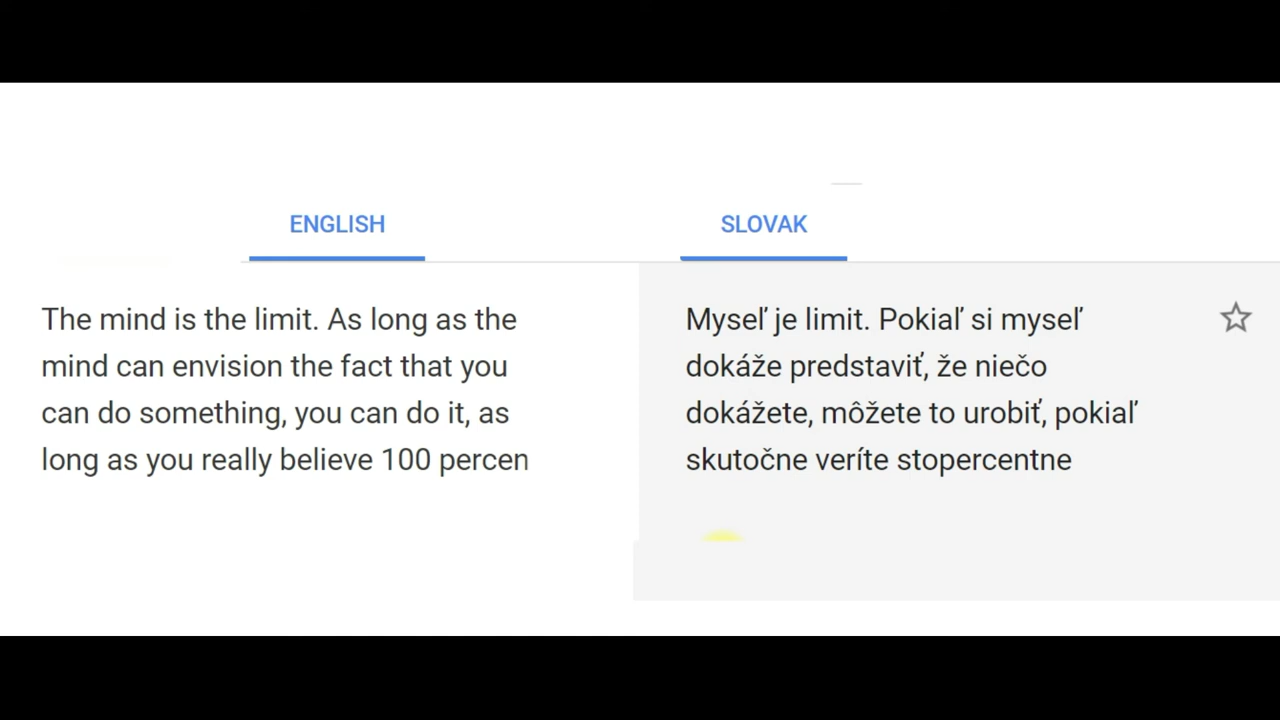 ENGLISH
SLOVAK
The mind is the limit. As long as the
mind can envision the fact that you
can do something, you can do it, as
long as you really believe 100 percen
Myseľ je limit. Pokiaľ si myseľ
dokáže predstaviť, že niečo
dokážete, môžete to urobiť, pokiaľ
skutočne veríte stopercentne